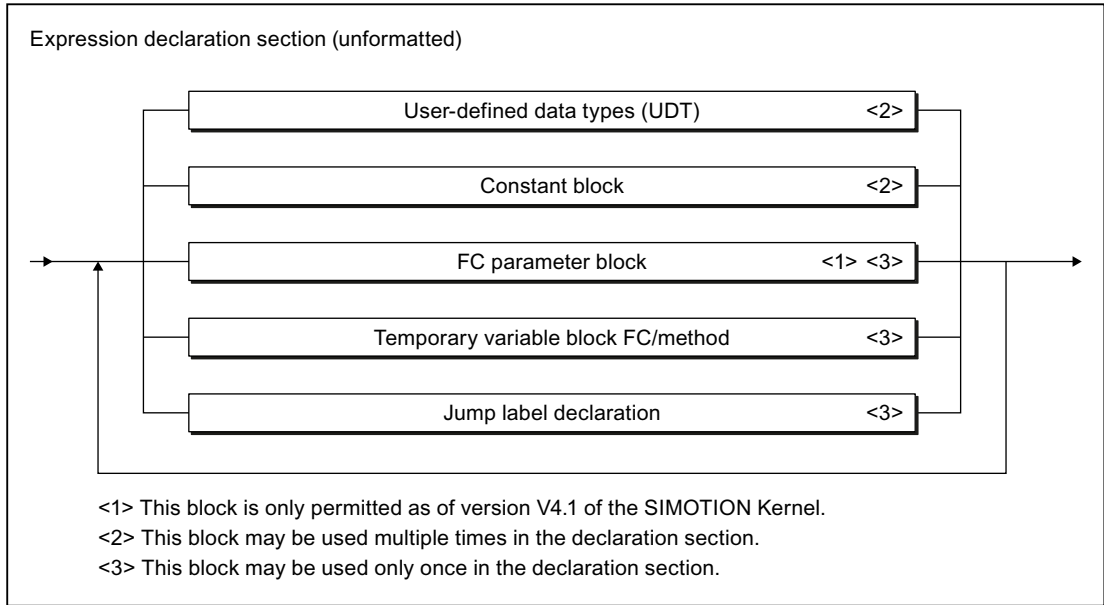 Expression declaration section (unformatted)
User-defined data types (UDT) <2>
Constant block <2>
FC parameter block <1> <3>
Temporary variable block FC/method <3>
Jump label declaration <3>
<1> This block is only permitted as of version V4.1 of the SIMOTION Kernel.
<2> This block may be used multiple times in the declaration section.
<3> This block may be used only once in the declaration section.